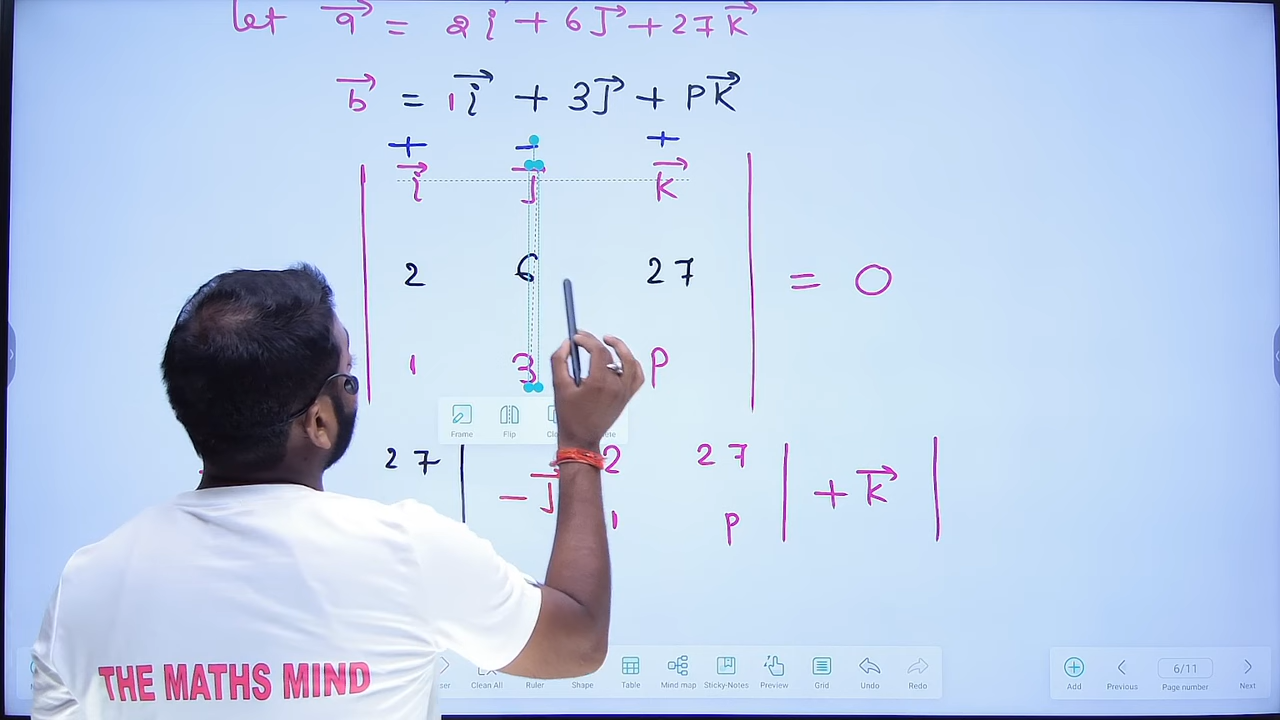 let a⃗ = 2i⃗ + 6J⃗ + 27K⃗
b⃗ = 1i⃗ + 3J⃗ + PK⃗
+ - +
| i⃗ J⃗ K⃗ |
2 6 27 = 0
1 3 P
Frame Flip
27 | - J⃗ 2 27 | + K⃗ |
1 P
THE MATHS MIND
Clean All Ruler Shape Table Mind map Sticky-Notes Preview Grid Undo Redo
Add Previous 6/11 Page number Next